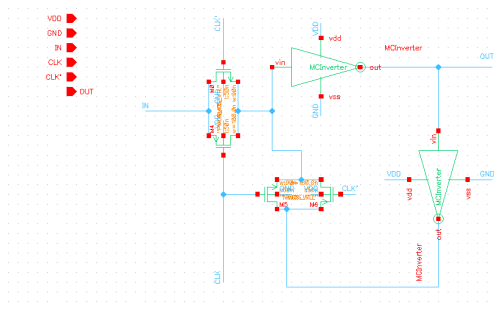 VDD
GND
IN
CLK
CLK*
OUT
CLK*
VDD
vdd
MCInverter
vin
MCInverter
out
OUT
vss
GND
IN
vin
MCInverter
VDD
GND
vdd
vss
out
MCInverter
CLK*
M5
M6
CLK